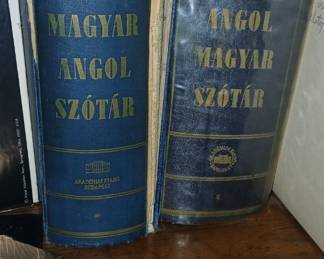 MAGYAR
ANGOL
SZÓTÁR
AKADÉMIAI KIADÓ
BUDAPEST
ANGOL
MAGYAR
SZÓTÁR